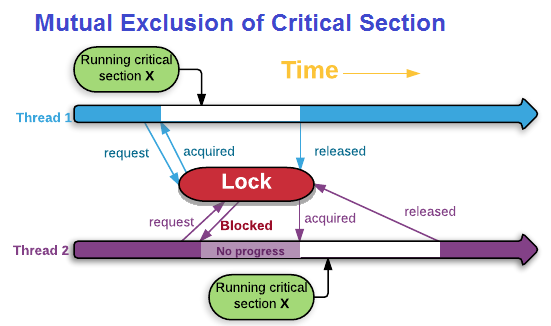 Mutual Exclusion of Critical Section
Running critical
section X
Time
Thread 1
request
acquired
released
Lock
request
Blocked
acquired
released
Thread 2
No progress
Running critical
section X